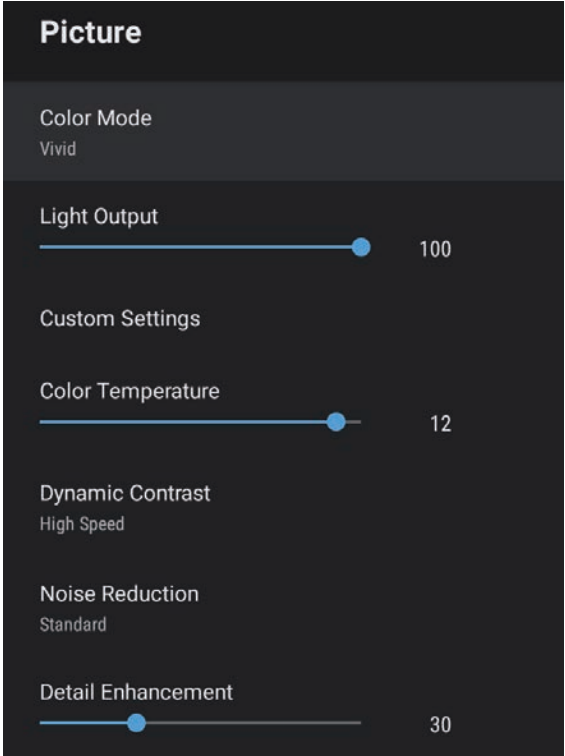 Picture
Color Mode
Vivid
Light Output
100
Custom Settings
Color Temperature
12
Dynamic Contrast
High Speed
Noise Reduction
Standard
Detail Enhancement
30